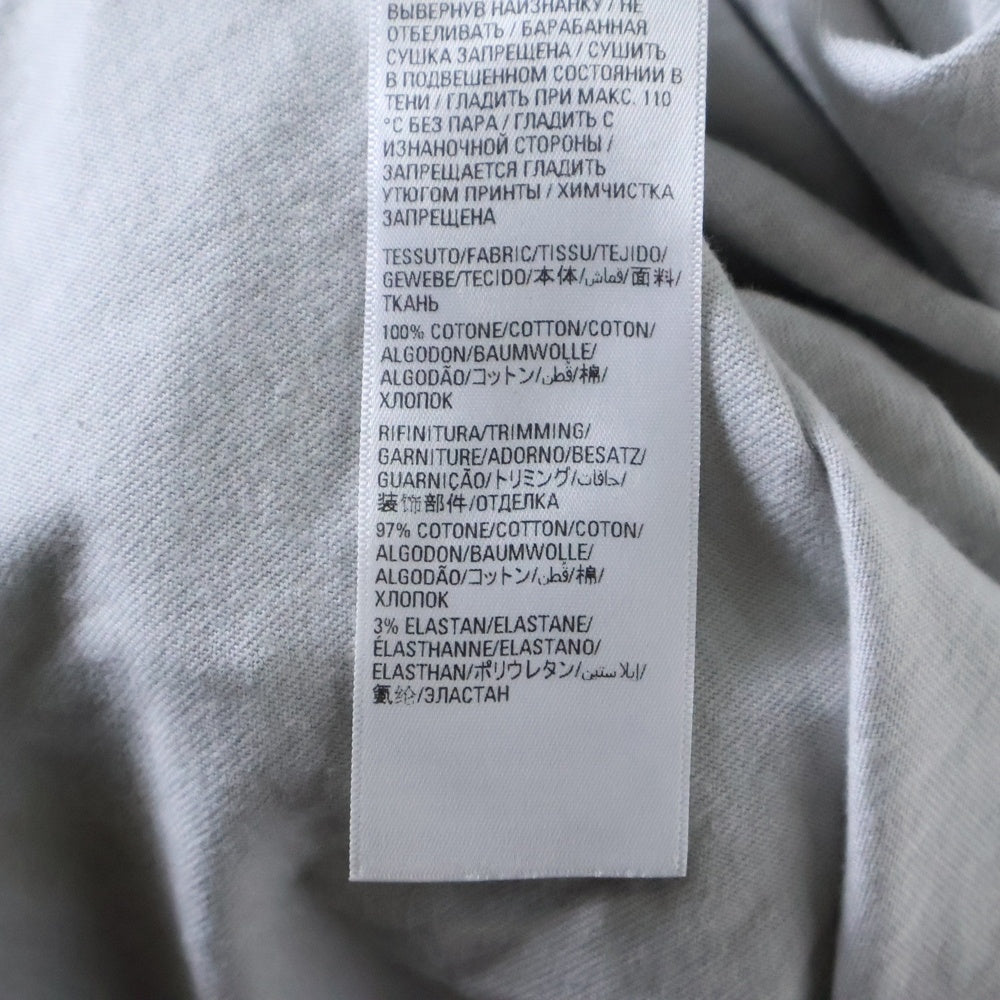 ВЫВЕРНУВ НАИЗНАНКУ / НЕ
ОТБЕЛИВАТЬ / БАРАБАННАЯ
СУШКА ЗАПРЕЩЕНА / СУШИТЬ
В ПОДВЕШЕННОМ СОСТОЯНИИ В
ТЕНИ / ГЛАДИТЬ ПРИ МАКС. 110
°C БЕЗ ПАРА / ГЛАДИТЬ С
ИЗНАНОЧНОЙ СТОРОНЫ /
ЗАПРЕЩАЕТСЯ ГЛАДИТЬ
УТЮГОМ ПРИНТЫ / ХИМЧИСТКА
ЗАПРЕЩЕНА
TESSUTO/FABRIC/TISSU/TEJIDO/
GEWEBE/TECIDO/本体/قماش/面料/
ТКАНЬ
100% COTONE/COTTON/COTON/
ALGODON/BAUMWOLLE/
ALGODÃO/コットン/قطن/棉/
ХЛОПОК
RIFINITURA/TRIMMING/
GARNITURE/ADORNO/BESATZ/
GUARNIÇÃO/トリミング/حافات/
装饰部件/ОТДЕЛКА
97% COTONE/COTTON/COTON/
ALGODON/BAUMWOLLE/
ALGODÃO/コットン/قطن/棉/
ХЛОПОК
3% ELASTAN/ELASTANE/
ÉLASTHANNE/ELASTANO/
ELASTHAN/ポリウレタン/إيلاستين/
氨纶/ЭЛАСТАН